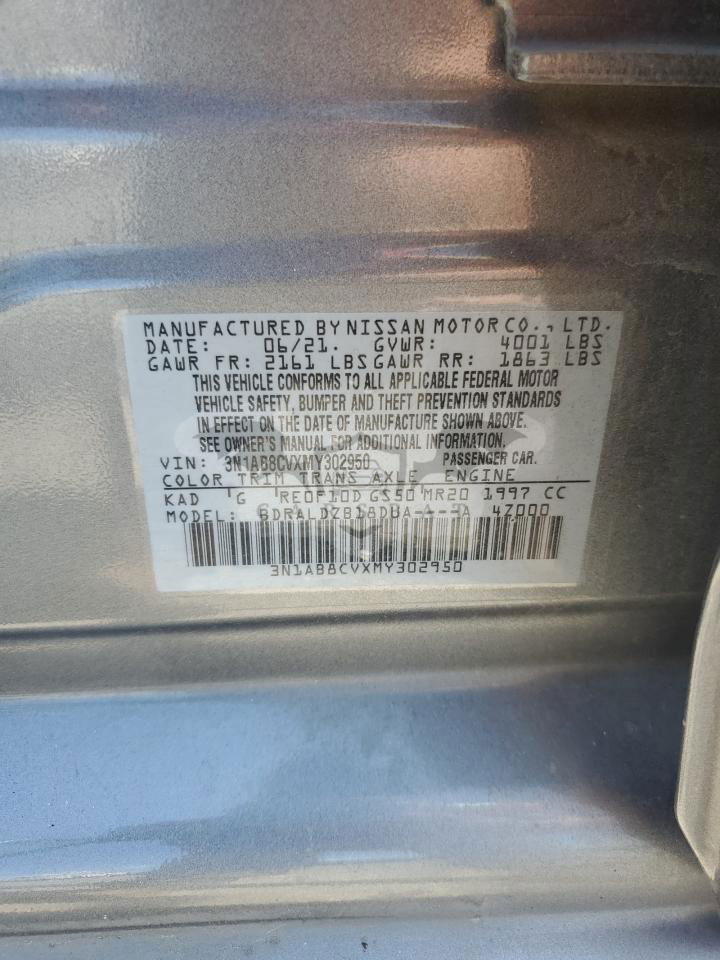 MANUFACTURED BY NISSAN MOTOR CO., LTD.
DATE: 06/21. GVWR: 4001 LBS
GAWR FR: 2161 LBS GAWR RR: 1863 LBS
THIS VEHICLE CONFORMS TO ALL APPLICABLE FEDERAL MOTOR
VEHICLE SAFETY, BUMPER AND THEFT PREVENTION STANDARDS
IN EFFECT ON THE DATE OF MANUFACTURE SHOWN ABOVE.
SEE OWNER'S MANUAL FOR ADDITIONAL INFORMATION.
VIN: 3N1AB8CVXMY302950 PASSENGER CAR.
COLOR TRIM TRANS AXLE ENGINE
KAD G RE0F10D GS50 MR20 1997 CC
MODEL: BDRALDZB18DUA-A--A 4Z000
3N1AB8CVXMY302950